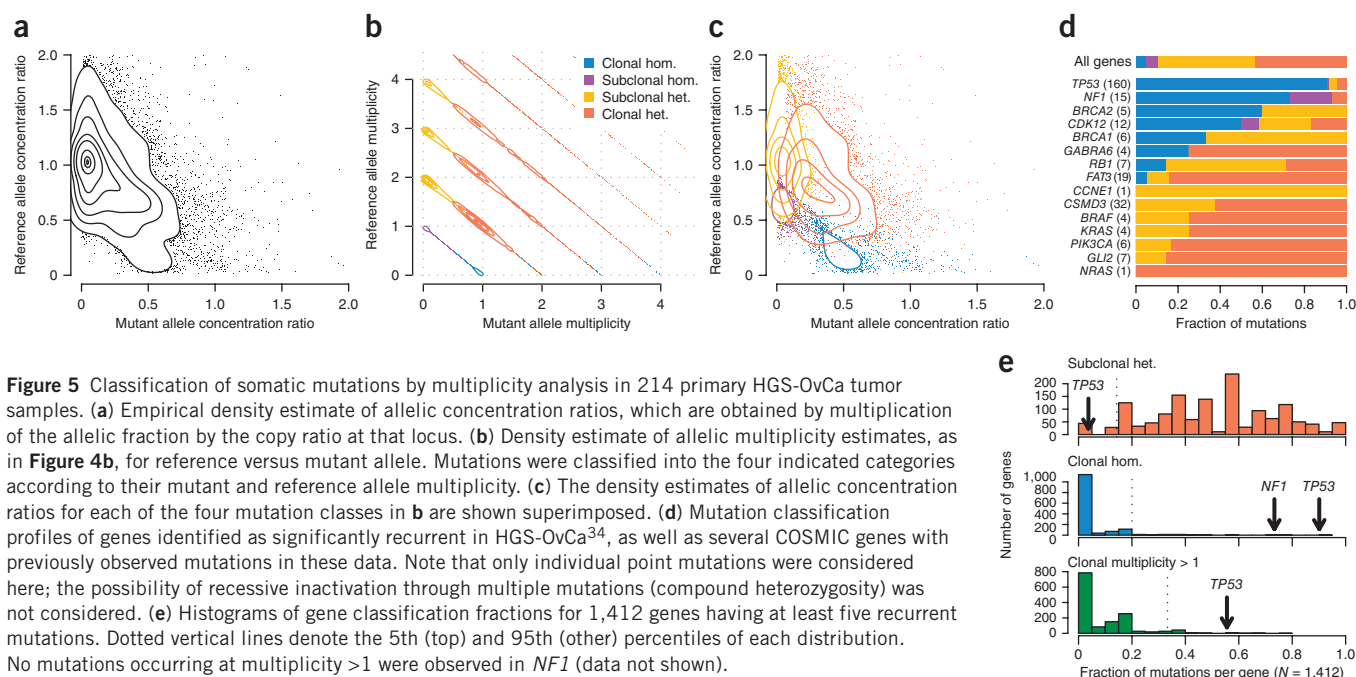 a
2.0
1.5
1.0
0.5
0
Reference allele concentration ratio
0
0.5
1.0
1.5
2.0
Mutant allele concentration ratio
b
4
3
2
1
0
Reference allele multiplicity
Clonal hom.
Subclonal hom.
Subclonal het.
Clonal het.
0
1
2
3
4
Mutant allele multiplicity
c
2.0
1.5
1.0
0.5
0
Reference allele concentration ratio
0
0.5
1.0
1.5
2.0
Mutant allele concentration ratio
d
All genes
TP53 (160)
NF1 (15)
BRCA2 (5)
CDK12 (12)
BRCA1 (6)
GABRA6 (4)
RB1 (7)
FAT3 (19)
CCNE1 (1)
CSMD3 (32)
BRAF (4)
KRAS (4)
PIK3CA (6)
GLI2 (7)
NRAS (1)
0
0.2
0.4
0.6
0.8
1.0
Fraction of mutations
Figure 5 Classification of somatic mutations by multiplicity analysis in 214 primary HGS-OvCa tumor
samples. (a) Empirical density estimate of allelic concentration ratios, which are obtained by multiplication
of the allelic fraction by the copy ratio at that locus. (b) Density estimate of allelic multiplicity estimates, as
in Figure 4b, for reference versus mutant allele. Mutations were classified into the four indicated categories
according to their mutant and reference allele multiplicity. (c) The density estimates of allelic concentration
ratios for each of the four mutation classes in b are shown superimposed. (d) Mutation classification
profiles of genes identified as significantly recurrent in HGS-OvCa34, as well as several COSMIC genes with
previously observed mutations in these data. Note that only individual point mutations were considered
here; the possibility of recessive inactivation through multiple mutations (compound heterozygosity) was
not considered. (e) Histograms of gene classification fractions for 1,412 genes having at least five recurrent
mutations. Dotted vertical lines denote the 5th (top) and 95th (other) percentiles of each distribution.
No mutations occurring at multiplicity >1 were observed in NF1 (data not shown).
e
Subclonal het.
200
150
100
50
0
TP53
Clonal hom.
1,000
800
600
400
200
0
NF1
TP53
Clonal multiplicity > 1
800
600
400
200
0
TP53
Number of genes
0
0.2
0.4
0.6
0.8
1.0
Fraction of mutations per gene (N = 1,412)